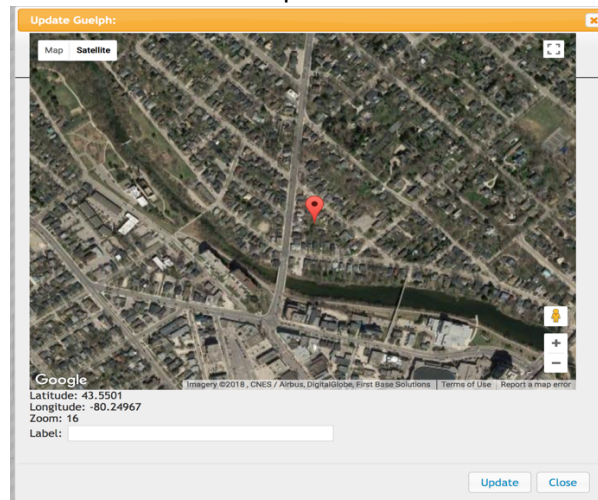 Update Guelph:
Map Satellite
Google
Imagery ©2018 , CNES / Airbus, DigitalGlobe, First Base Solutions Terms of Use Report a map error
Latitude: 43.5501
Longitude: -80.24967
Zoom: 16
Label:
Update Close